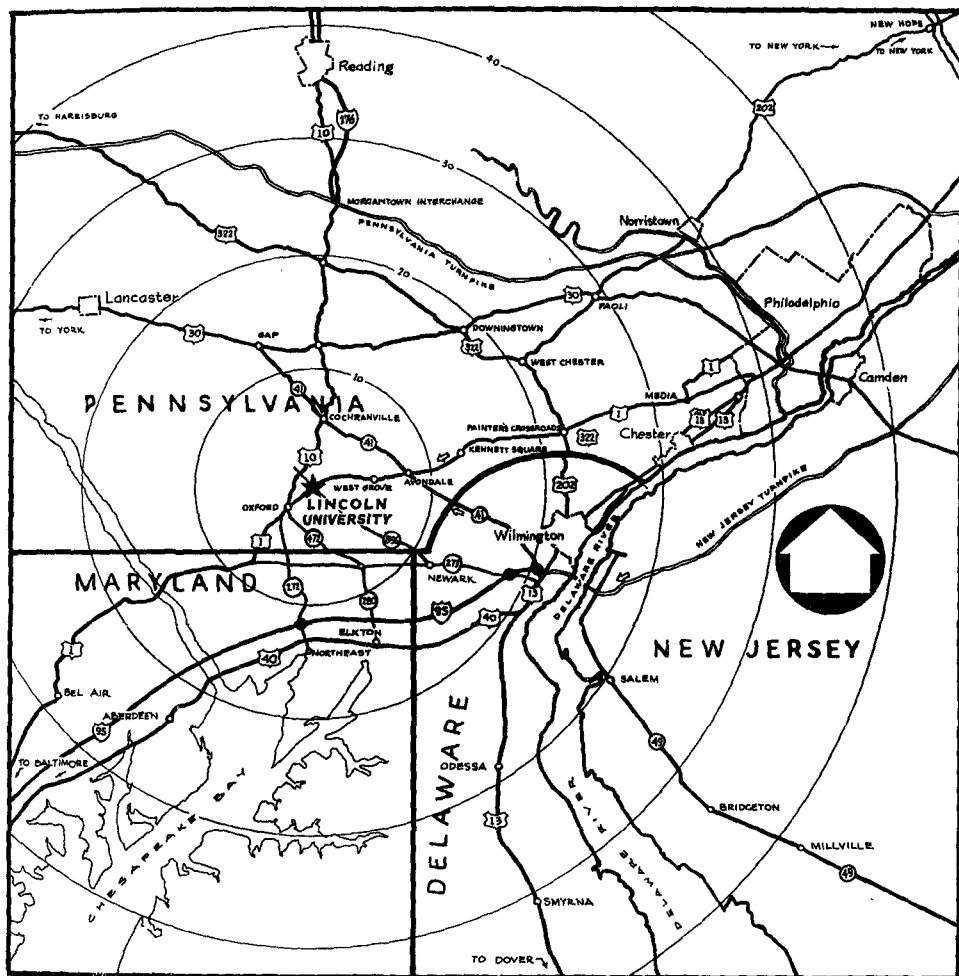 NEW HOPE
TO NEW YORK →
TO NEW YORK
40
Reading
202
TO HARRISBURG
10
176
30
MORGANTOWN INTERCHANGE
PENNSYLVANIA TURNPIKE
Norristown
322
20
Lancaster
30
PAOLI
Philadelphia
TO YORK
30
GAP
DOWNINGTOWN
322
WEST CHESTER
10
41
PENNSYLVANIA
COCHRANVILLE
MEDIA
1
Camden
1
13
PAINTER'S CROSSROADS
322
Chester
41
KENNETT SQUARE
10
WEST GROVE
AVONDALE
202
LINCOLN
UNIVERSITY
OXFORD
41
Wilmington
NEW JERSEY TURNPIKE
1
472
896
273
NEWARK
MARYLAND
272
280
95
13
DELAWARE RIVER
40
ELKTON
NORTHEAST
40
1
NEW JERSEY
BEL AIR
SALEM
ABERDEEN
95
49
TO BALTIMORE
ODESSA
DELAWARE
CHESAPEAKE BAY
13
BRIDGETON
DELAWARE RIVER
MILLVILLE
49
SMYRNA
TO DOVER